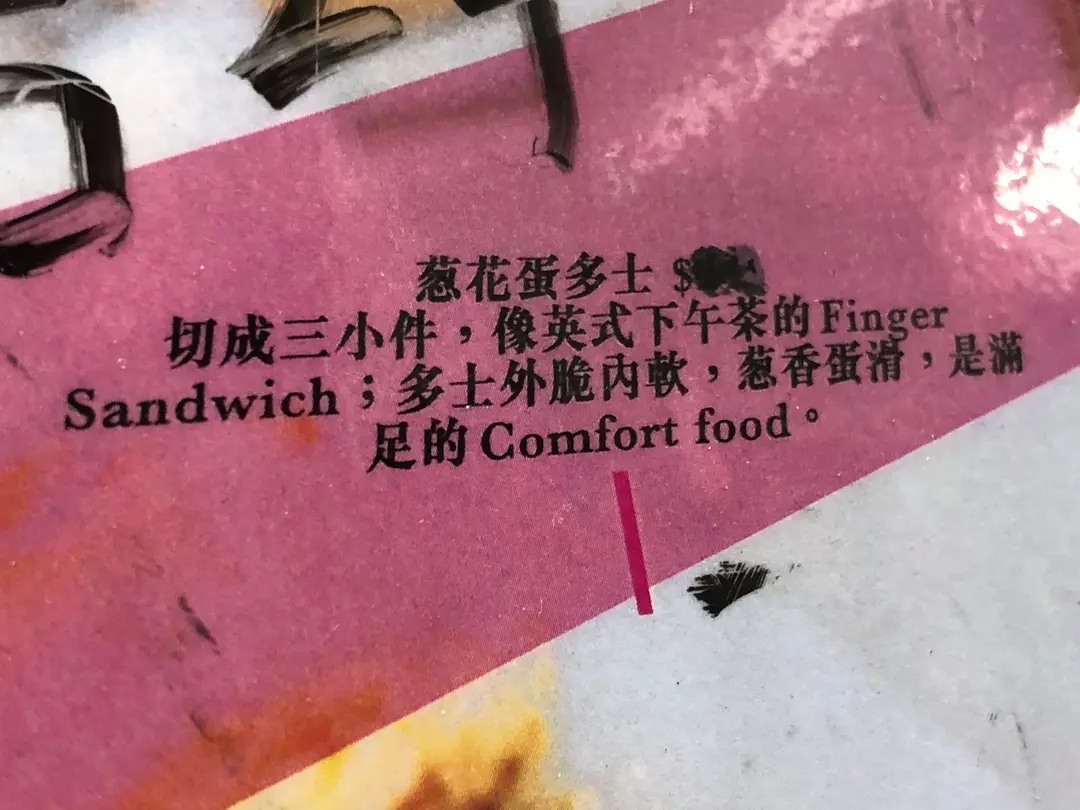 葱花蛋多士 $
切成三小件，像英式下午茶的Finger
Sandwich；多士外脆內軟，葱香蛋滑，是滿
足的Comfort food。